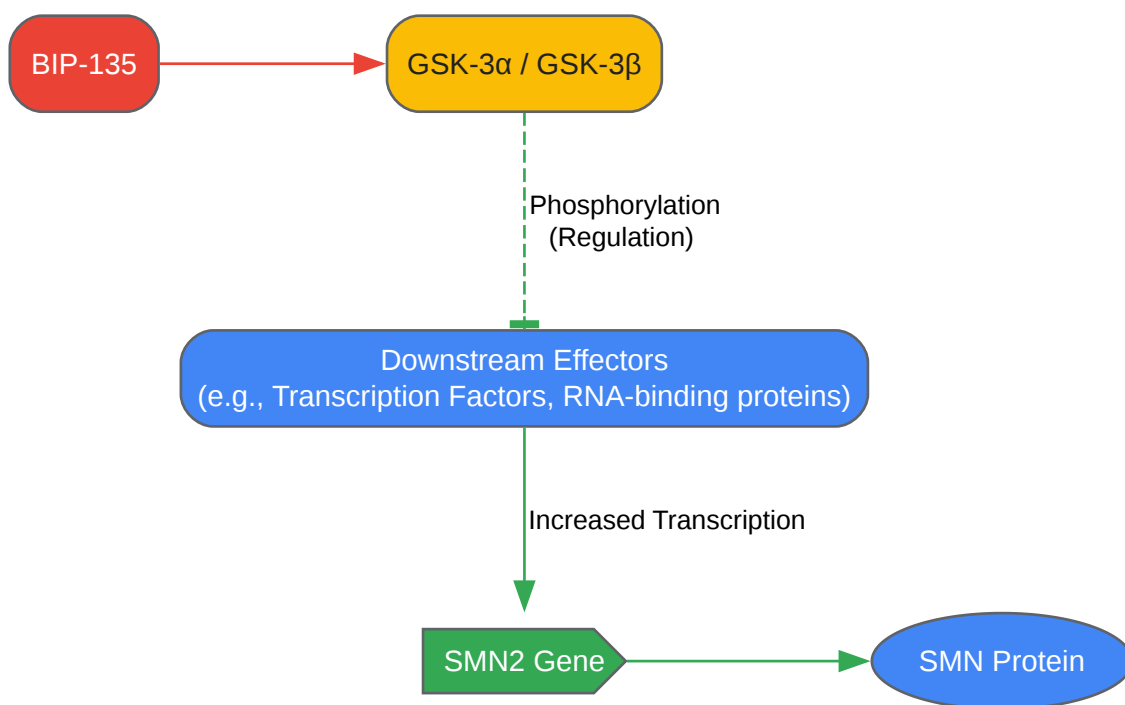 BIP-135
GSK-3α / GSK-3β
Phosphorylation
(Regulation)
Downstream Effectors
(e.g., Transcription Factors, RNA-binding proteins)
Increased Transcription
SMN2 Gene
SMN Protein